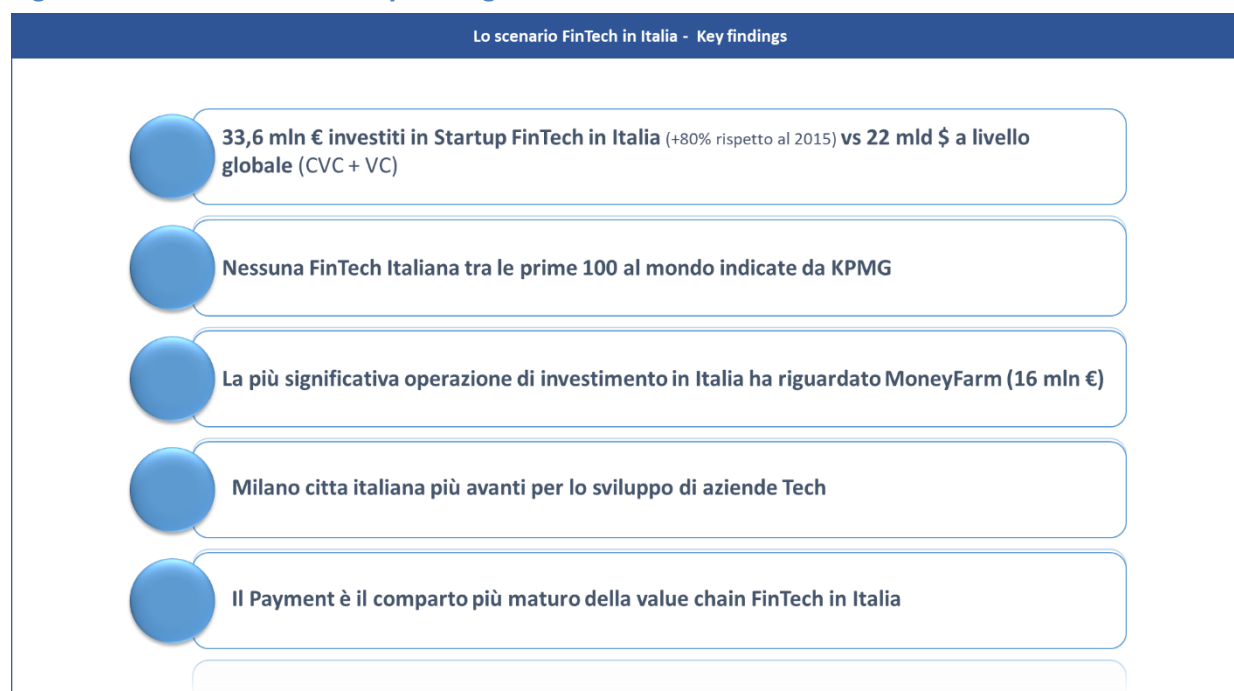 Lo scenario FinTech in Italia - Key findings
33,6 mln € investiti in Startup FinTech in Italia (+80% rispetto al 2015) vs 22 mld $ a livello
globale (CVC + VC)
Nessuna FinTech Italiana tra le prime 100 al mondo indicate da KPMG
La più significativa operazione di investimento in Italia ha riguardato MoneyFarm (16 mln €)
Milano citta italiana più avanti per lo sviluppo di aziende Tech
Il Payment è il comparto più maturo della value chain FinTech in Italia